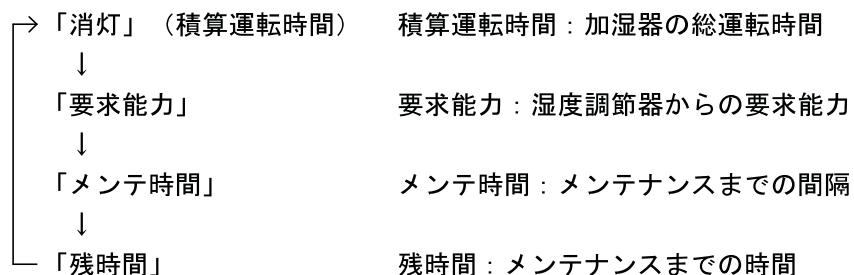 「消灯」（積算運転時間） 積算運転時間：加湿器の総運転時間
↓
「要求能力」 要求能力：湿度調節器からの要求能力
↓
「メンテ時間」 メンテ時間：メンテナンスまでの間隔
↓
「残時間」 残時間：メンテナンスまでの時間